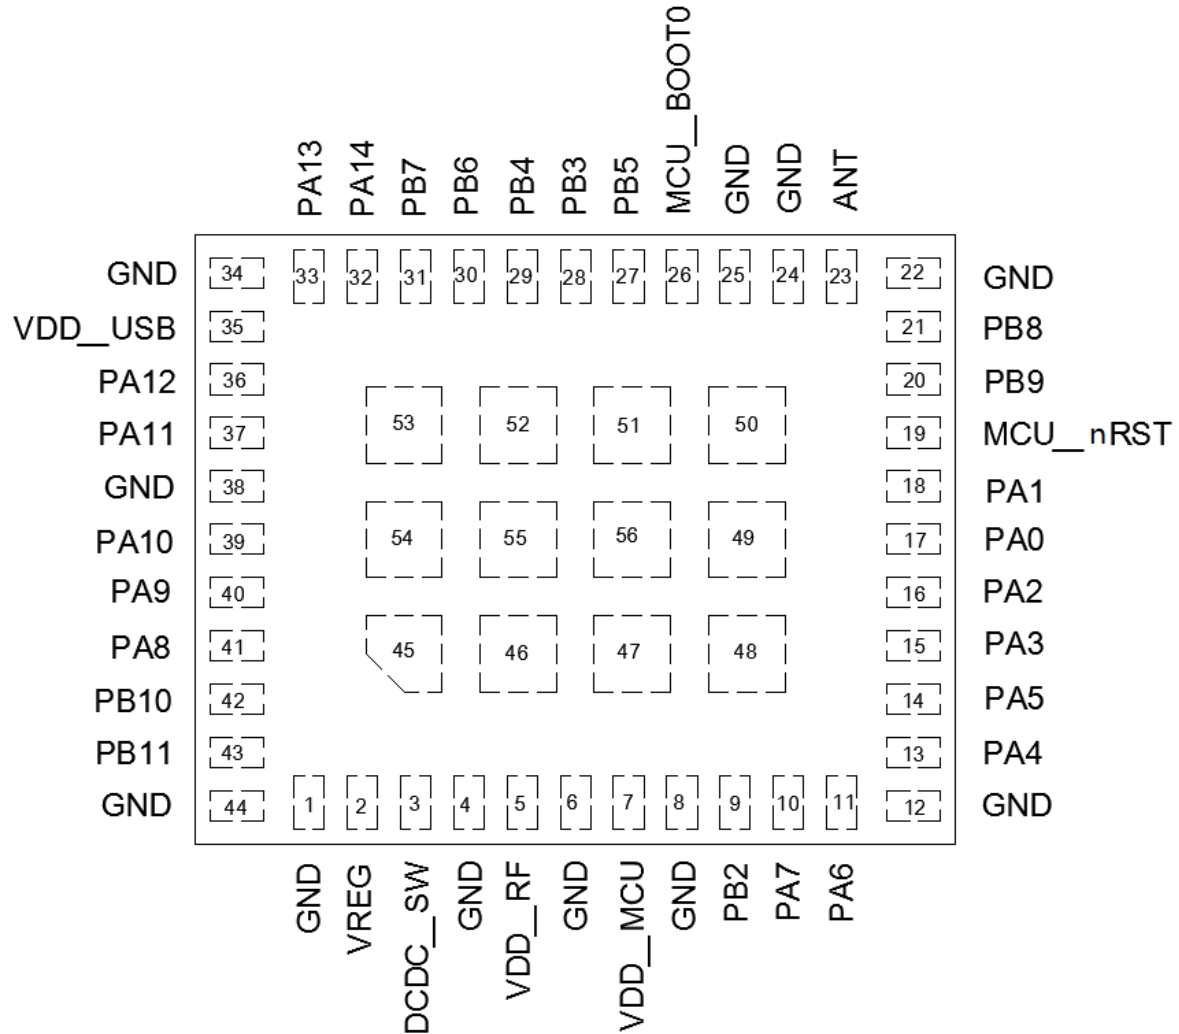 PA13 PA14 PB7 PB6 PB4 PB3 PB5 MCU__BOOT0 GND GND ANT
33 32 31 30 29 28 27 26 25 24 23
GND 34 22 GND
VDD__USB 35 21 PB8
PA12 36 20 PB9
PA11 37 53 52 51 50 19 MCU__nRST
GND 38 18 PA1
PA10 39 54 55 56 49 17 PA0
PA9 40 16 PA2
PA8 41 45 46 47 48 15 PA3
PB10 42 14 PA5
PB11 43 13 PA4
GND 44 1 2 3 4 5 6 7 8 9 10 11 12 GND
GND VREG DCDC__SW GND VDD__RF GND VDD__MCU GND PB2 PA7 PA6